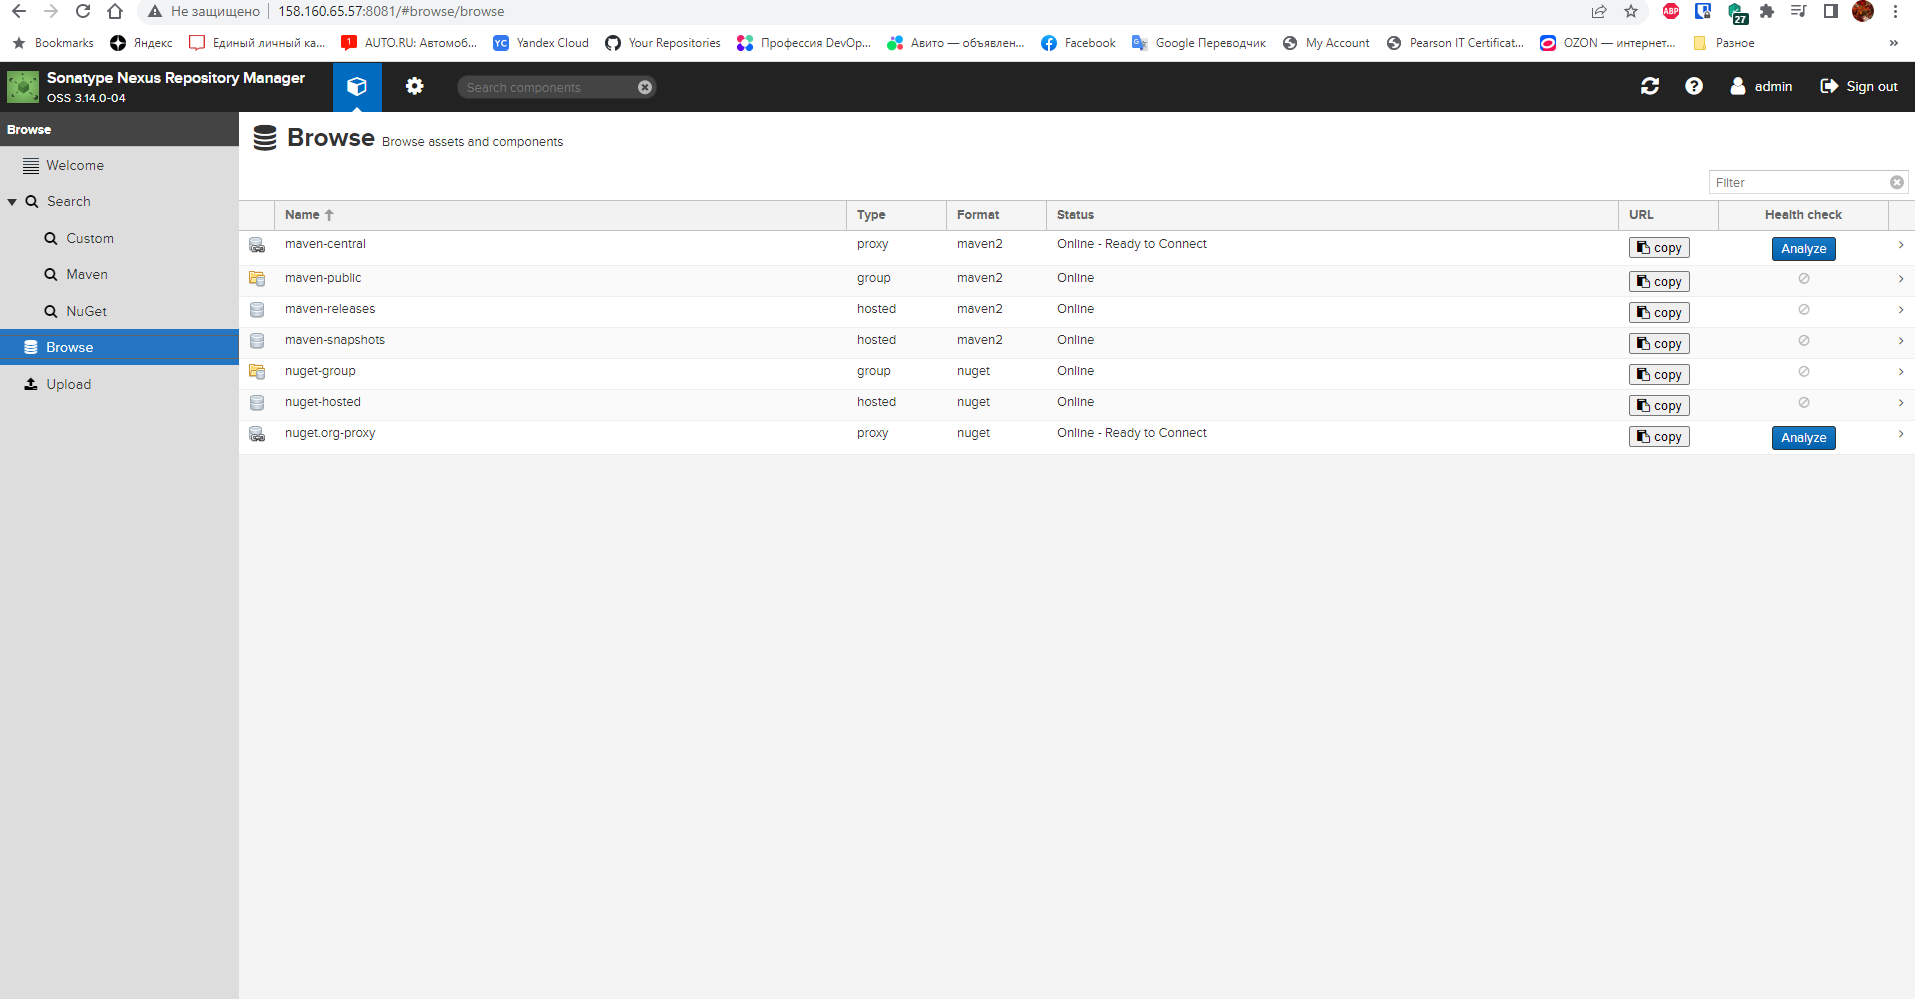 Не защищено 158.160.65.57:8081/#browse/browse
ABP 27
Bookmarks Яндекс Единый личный ка... 1 AUTO.RU: Автомоб... YC Yandex Cloud Your Repositories Профессия DevOp... Авито — объявлен... Facebook Google Переводчик My Account Pearson IT Certificat... OZON — интернет... Разное »
Sonatype Nexus Repository Manager
OSS 3.14.0-04
Search components
admin Sign out
Browse
Welcome
Search
Custom
Maven
NuGet
Browse
Upload
Browse Browse assets and components
Filter
Name Type Format Status URL Health check
maven-central proxy maven2 Online - Ready to Connect copy Analyze
maven-public group maven2 Online copy
maven-releases hosted maven2 Online copy
maven-snapshots hosted maven2 Online copy
nuget-group group nuget Online copy
nuget-hosted hosted nuget Online copy
nuget.org-proxy proxy nuget Online - Ready to Connect copy Analyze